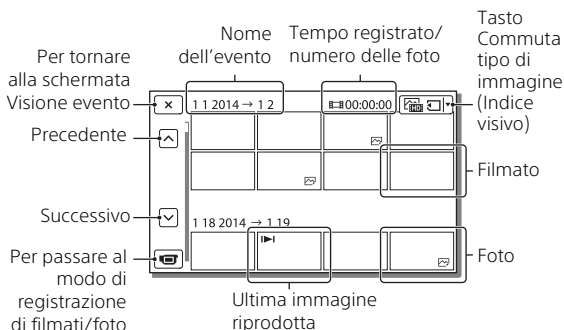 Nome
dell'evento
Tempo registrato/
numero delle foto
Tasto
Commuta
tipo di
immagine
(Indice
visivo)
Per tornare
alla schermata
Visione evento
1 1 2014 → 1 2
00:00:00
HD
Precedente
Filmato
Successivo
1 18 2014 → 1 19
Per passare al
modo di
registrazione
di filmati/foto
Foto
Ultima immagine
riprodotta